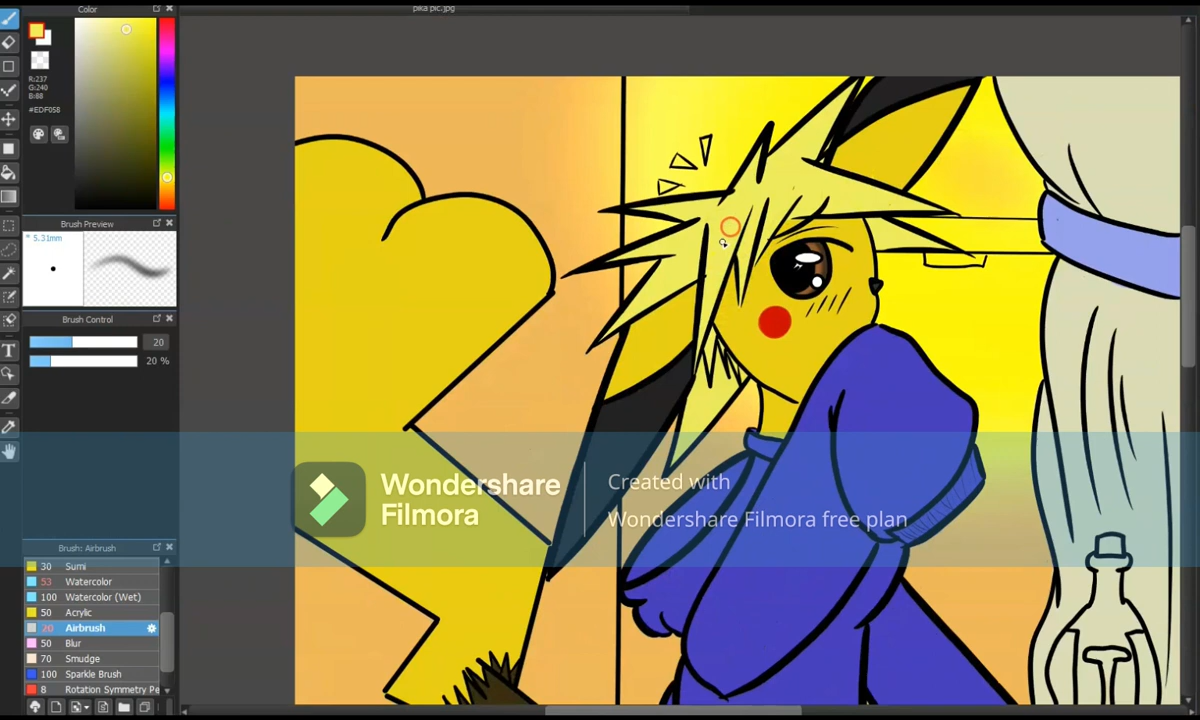 pika pic.jpg
Color
R:237
G:240
B:88
#EDF058
Brush Preview
* 5.31mm
Brush Control
20
20 %
Wondershare
Filmora
Created with
Wondershare Filmora free plan
Brush: Airbrush
30 Sumi
53 Watercolor
100 Watercolor (Wet)
50 Acrylic
20 Airbrush
50 Blur
70 Smudge
100 Sparkle Brush
8 Rotation Symmetry Pe
T